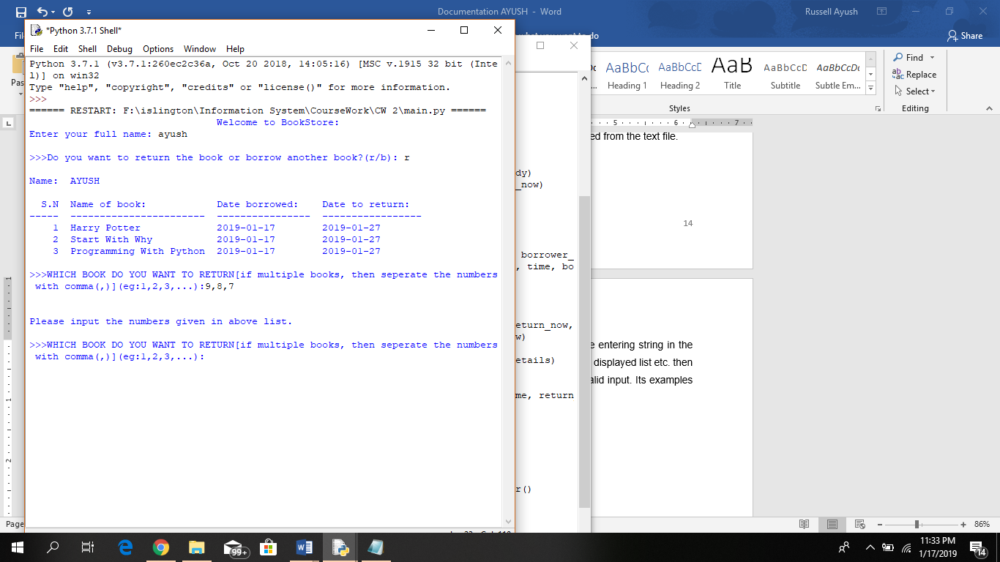 Documentation AYUSH - Word
Russell Ayush
*Python 3.7.1 Shell*
what you want to do
Share
File Edit Shell Debug Options Window Help
Python 3.7.1 (v3.7.1:260ec2c36a, Oct 20 2018, 14:05:16) [MSC v.1915 32 bit (Inte
l)] on win32
Type "help", "copyright", "credits" or "license()" for more information.
>>>
====== RESTART: F:\islington\Information System\CourseWork\CW 2\main.py ======
Welcome to BookStore:
Enter your full name: ayush
>>>Do you want to return the book or borrow another book?(r/b): r
Name: AYUSH
S.N Name of book: Date borrowed: Date to return:
----- ----------------------- ---------------- -----------------
1 Harry Potter 2019-01-17 2019-01-27
2 Start With Why 2019-01-17 2019-01-27
3 Programming With Python 2019-01-17 2019-01-27
>>>WHICH BOOK DO YOU WANT TO RETURN[if multiple books, then seperate the numbers
with comma(,)](eg:1,2,3,...):9,8,7
Please input the numbers given in above list.
>>>WHICH BOOK DO YOU WANT TO RETURN[if multiple books, then seperate the numbers
with comma(,)](eg:1,2,3,...):
dy)
_now)
borrower_
, time, bo
eturn_now,
w)
etails)
me, return
r()
AaBbCc AaBbCcD AaB AaBbCcD AaBbCcDc
Heading 1 Heading 2 Title Subtitle Subtle Em...
Styles
Find
Replace
Select
Editing
5 6 7
ed from the text file.
14
e entering string in the
displayed list etc. then
alid input. Its examples
Page
86%
99+
11:33 PM
1/17/2019
14